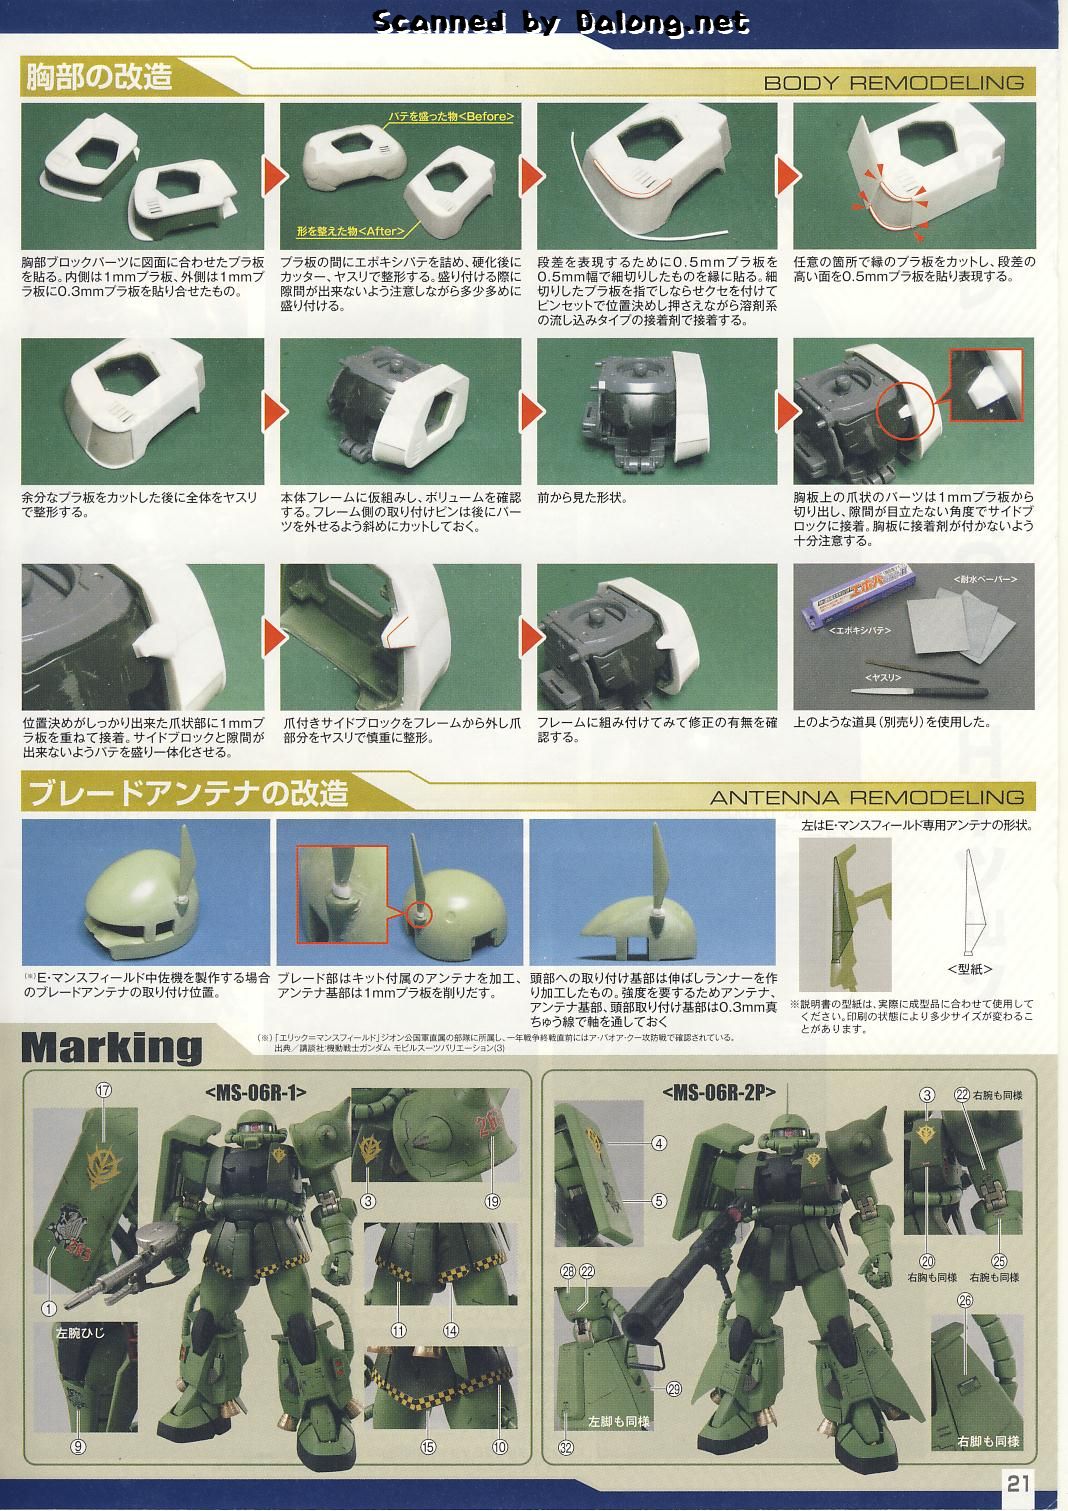 Scanned by Dalong.net
胸部の改造
BODY REMODELING
パテを盛った物<Before>
形を整えた物<After>
胸部ブロックパーツに図面に合わせたプラ板
を貼る。内側は1mmプラ板、外側は1mmプ
ラ板に0.3mmプラ板を貼り合せたもの。
プラ板の間にエポキシパテを詰め、硬化後に
カッター、ヤスリで整形する。盛り付ける際に
隙間が出来ないよう注意しながら多少多めに
盛り付ける。
段差を表現するために0.5mmプラ板を
0.5mm幅で細切りしたものを縁に貼る。細
切りしたプラ板を指でしならせクセを付けて
ピンセットで位置決めし押さえながら溶剤系
の流し込みタイプの接着剤で接着する。
任意の箇所で縁のプラ板をカットし、段差の
高い面を0.5mmプラ板を貼り表現する。
余分なプラ板をカットした後に全体をヤスリ
で整形する。
本体フレームに仮組みし、ボリュームを確認
する。フレーム側の取り付けピンは後にパー
ツを外せるよう斜めにカットしておく。
前から見た形状。
胸板上の爪状のパーツは1mmプラ板から
切り出し、隙間が目立たない角度でサイドブ
ロックに接着。胸板に接着剤が付かないよう
十分注意する。
<耐水ペーパー>
<エポキシパテ>
<ヤスリ>
位置決めがしっかり出来た爪状部に1mmプ
ラ板を重ねて接着。サイドブロックと隙間が
出来ないようパテを盛り一体化させる。
爪付きサイドブロックをフレームから外し爪
部分をヤスリで慎重に整形。
フレームに組み付けてみて修正の有無を確
認する。
上のような道具(別売り)を使用した。
ブレードアンテナの改造
ANTENNA REMODELING
左はE・マンスフィールド専用アンテナの形状。
<型紙>
(※)E・マンスフィールド中佐機を製作する場合
のブレードアンテナの取り付け位置。
ブレード部はキット付属のアンテナを加工、
アンテナ基部は1mmプラ板を削りだす。
頭部への取り付け基部は伸ばしランナーを作
り加工したもの。強度を要するためアンテナ、
アンテナ基部、頭部取り付け基部は0.3mm真
ちゅう線で軸を通しておく
※説明書の型紙は、実際に成型品に合わせて使用して
ください。印刷の状態により多少サイズが変わるこ
とがあります。
(※)「エリック=マンスフィールド」ジオン公国軍直属の部隊に所属し、一年戦争終戦直前にはア・バオア・クー攻防戦で確認されている。
出典/講談社:機動戦士ガンダム モビルスーツバリエーション(3)
Marking
<MS-06R-1>
⑰
263
①
左腕ひじ
⑨
③
⑲
⑪
⑭
⑮
⑩
<MS-06R-2P>
④
⑤
③
㉒ 右腕も同様
⑳
右胸も同様
㉕
右腕も同様
㉘ ㉒
㉙
左脚も同様
㉜
㉖
右脚も同様
21